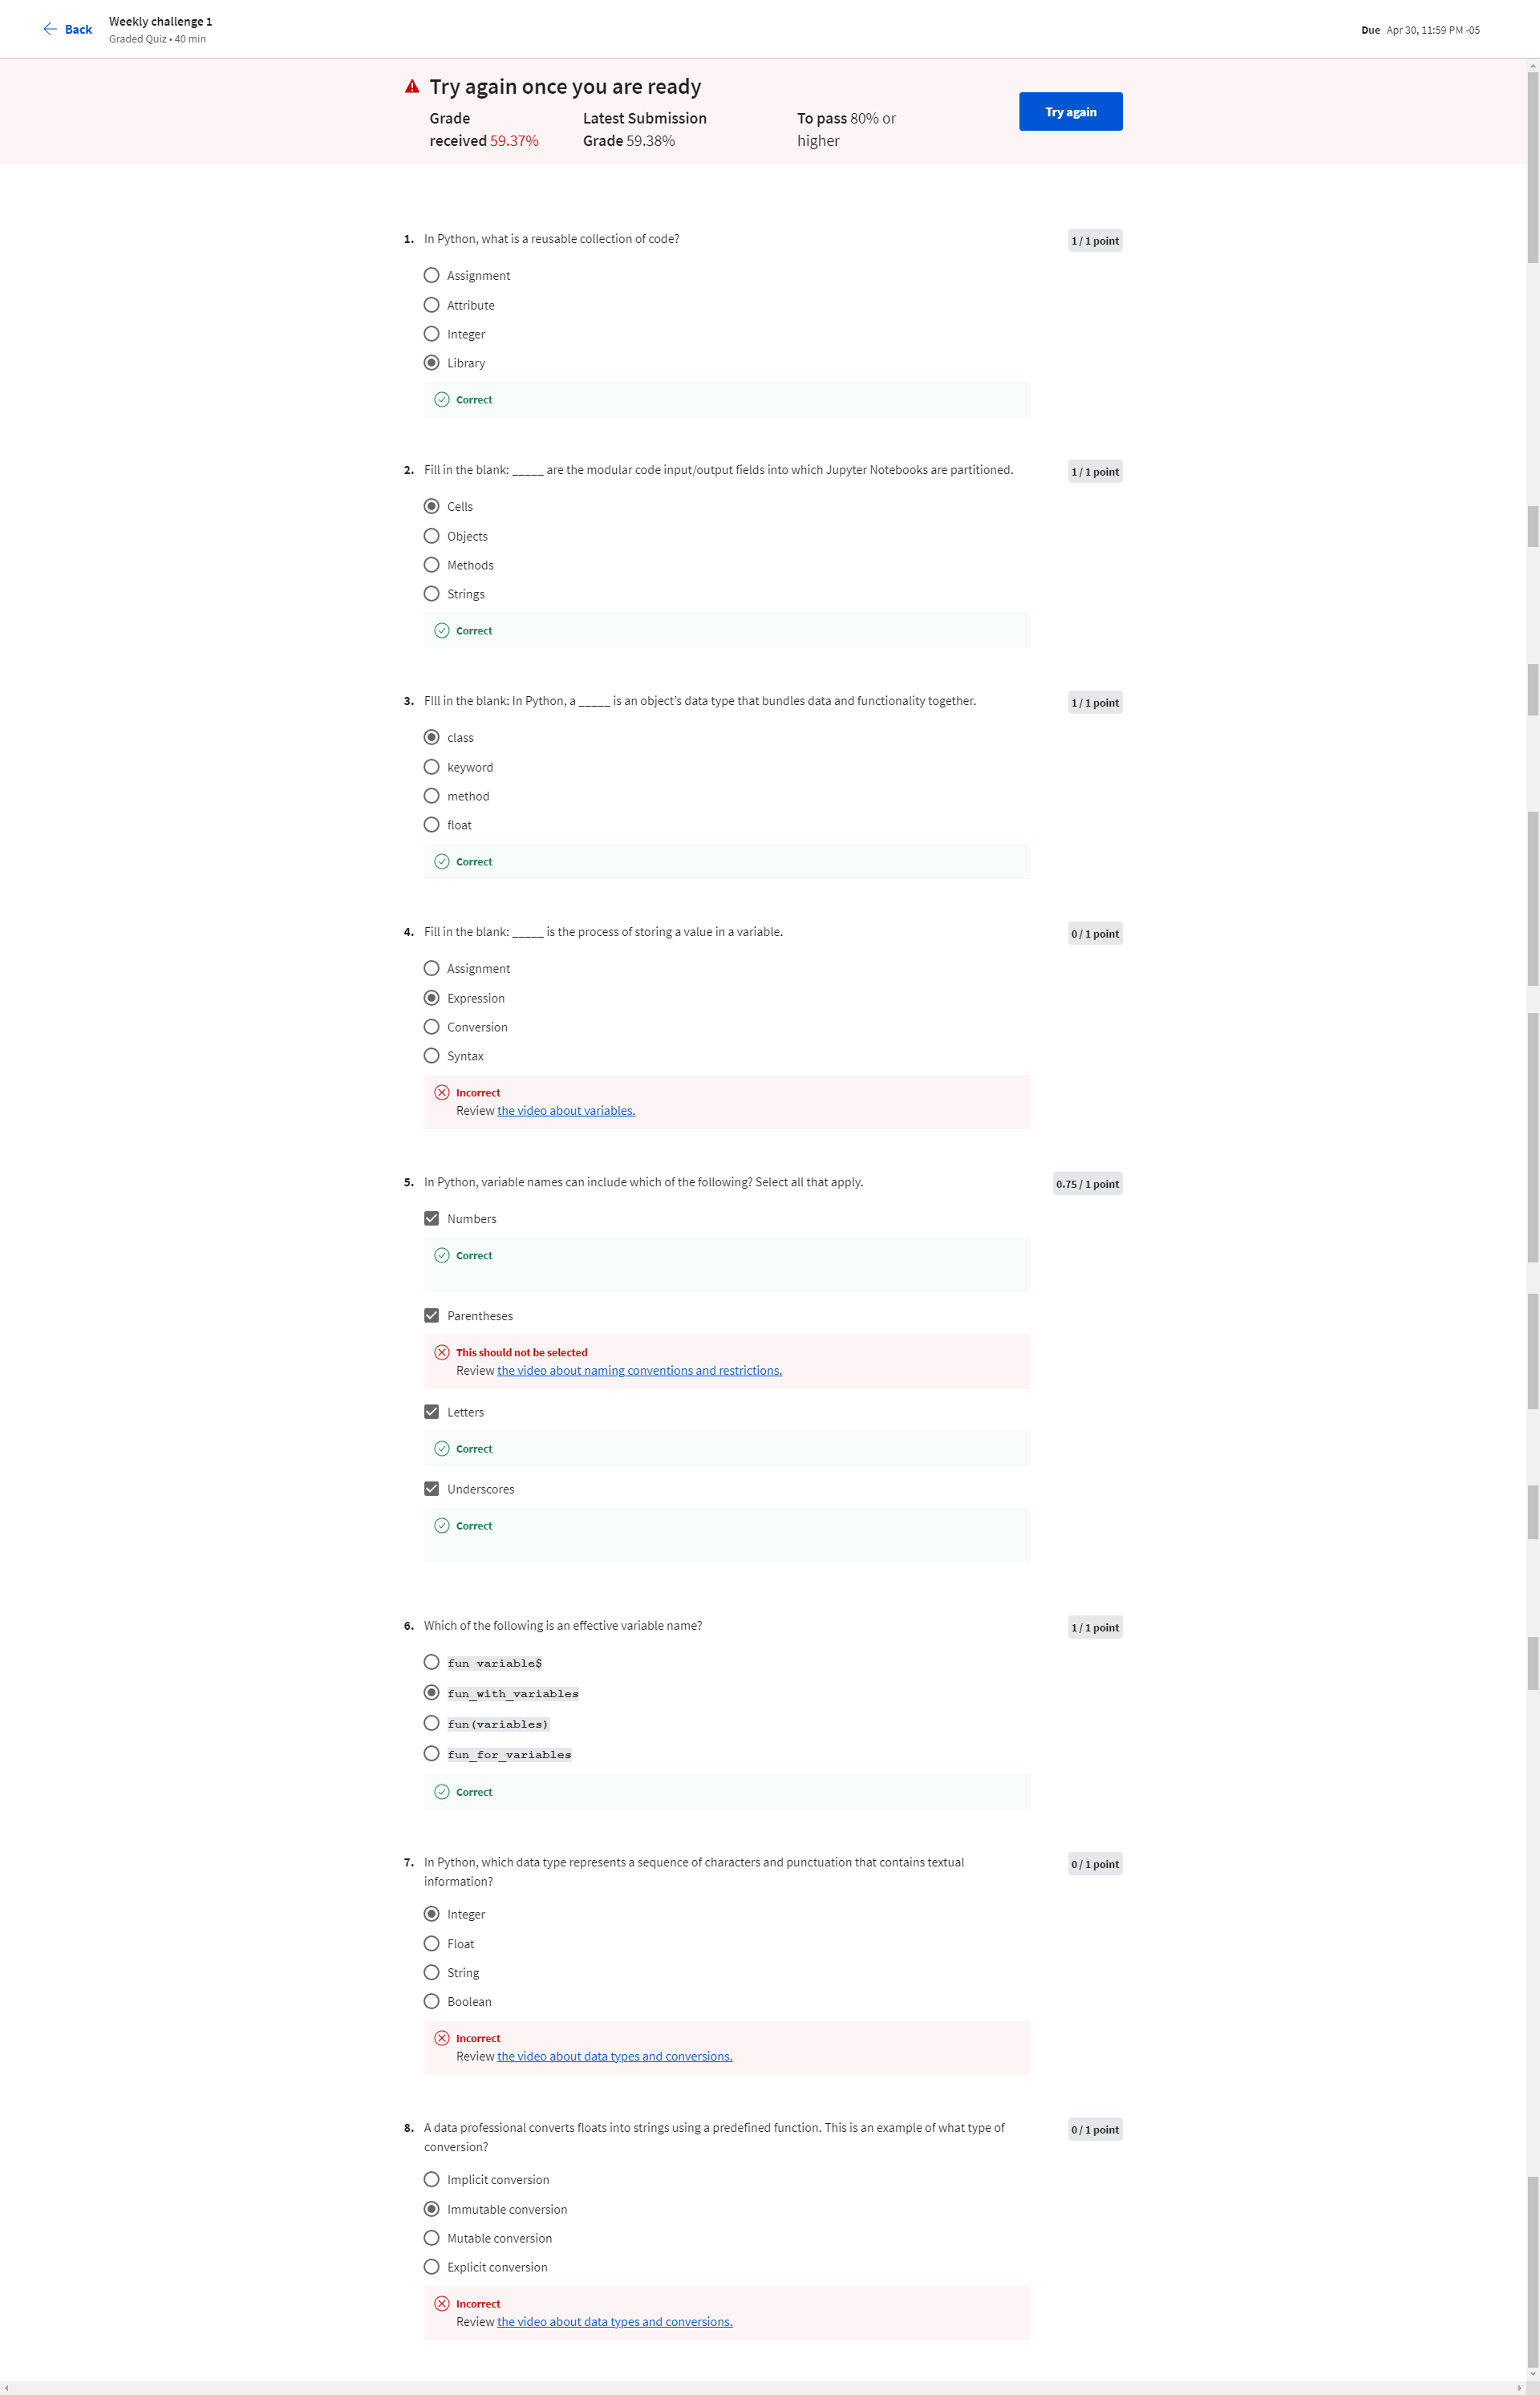 Back
Weekly challenge 1
Graded Quiz • 40 min
Due Apr 30, 11:59 PM -05
Try again once you are ready
Grade
received 59.37%
Latest Submission
Grade 59.38%
To pass 80% or
higher
Try again
1. In Python, what is a reusable collection of code?
1 / 1 point
Assignment
Attribute
Integer
Library
Correct
2. Fill in the blank: _____ are the modular code input/output fields into which Jupyter Notebooks are partitioned.
1 / 1 point
Cells
Objects
Methods
Strings
Correct
3. FIll in the blank: In Python, a _____ is an object’s data type that bundles data and functionality together.
1 / 1 point
class
keyword
method
float
Correct
4. Fill in the blank: _____ is the process of storing a value in a variable.
0 / 1 point
Assignment
Expression
Conversion
Syntax
Incorrect
Review the video about variables.
5. In Python, variable names can include which of the following? Select all that apply.
0.75 / 1 point
Numbers
Correct
Parentheses
This should not be selected
Review the video about naming conventions and restrictions.
Letters
Correct
Underscores
Correct
6. Which of the following is an effective variable name?
1 / 1 point
fun variable$
fun_with_variables
fun(variables)
fun_for_variables
Correct
7. In Python, which data type represents a sequence of characters and punctuation that contains textual
information?
0 / 1 point
Integer
Float
String
Boolean
Incorrect
Review the video about data types and conversions.
8. A data professional converts floats into strings using a predefined function. This is an example of what type of
conversion?
0 / 1 point
Implicit conversion
Immutable conversion
Mutable conversion
Explicit conversion
Incorrect
Review the video about data types and conversions.